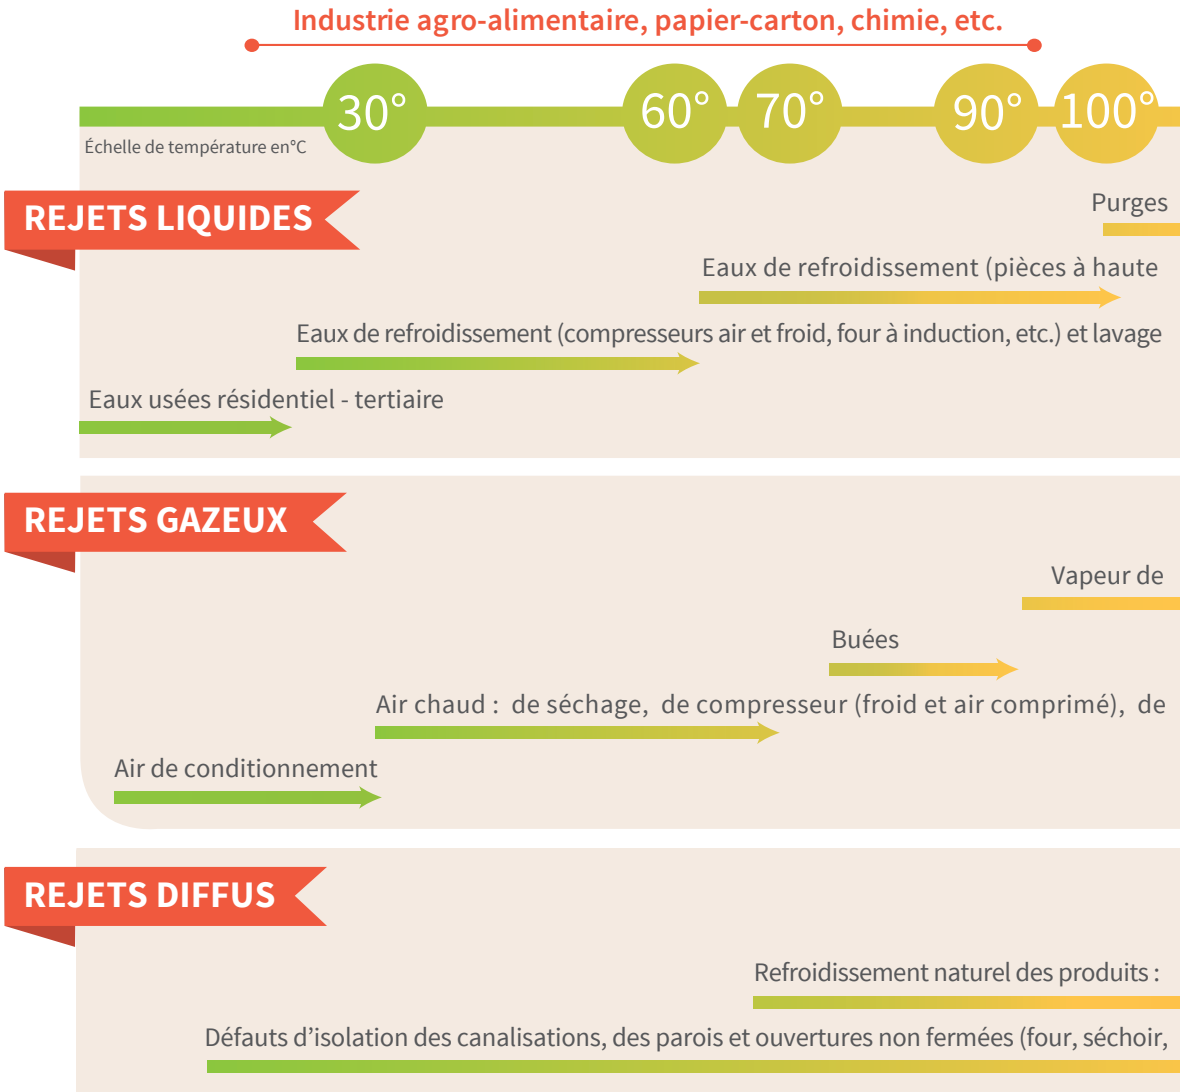 Industrie agro-alimentaire, papier-carton, chimie, etc.
30° 60° 70° 90° 100°
Échelle de température en°C
REJETS LIQUIDES
Purges
Eaux de refroidissement (pièces à haute
Eaux de refroidissement (compresseurs air et froid, four à induction, etc.) et lavage
Eaux usées résidentiel - tertiaire
REJETS GAZEUX
Vapeur de
Buées
Air chaud : de séchage, de compresseur (froid et air comprimé), de
Air de conditionnement
REJETS DIFFUS
Refroidissement naturel des produits :
Défauts d’isolation des canalisations, des parois et ouvertures non fermées (four, séchoir,